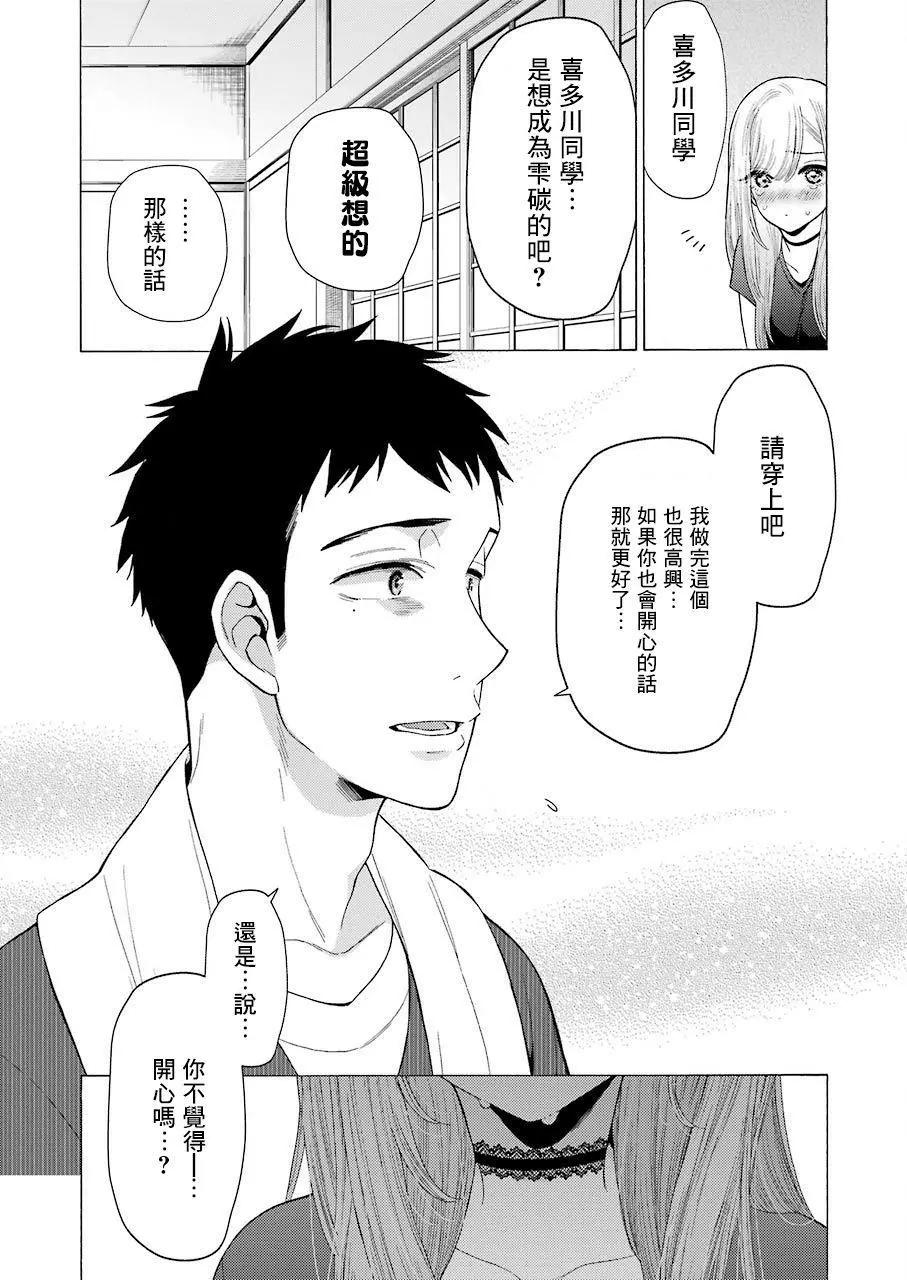 喜多川同學
喜多川同學…
是想成為雫碳的吧?
超級想的
……
那樣的話
請穿上吧
我做完這個
也很高興…
如果你也會開心的話
那就更好了…
還是…說…
你不覺得—…
開心嗎…?